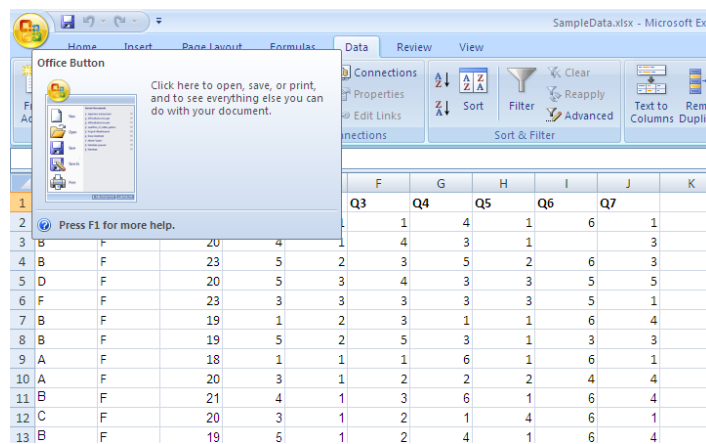 SampleData.xlsx - Microsoft Ex
Home Insert Page Layout Formulas Data Review View
Office Button
Click here to open, save, or print,
and to see everything else you can
do with your document.
Press F1 for more help.
Connections
Properties
Edit Links
nnections
Sort
Filter
Clear
Reapply
Advanced
Sort & Filter
Text to
Columns
Rem
Dupli
F G H I J K
1 Q3 Q4 Q5 Q6 Q7
2 1 1 4 1 6 1
3 B F 20 4 1 4 3 1 3
4 B F 23 5 2 3 5 2 6 3
5 D F 20 5 3 4 3 3 5 5
6 F F 23 3 3 3 3 3 5 1
7 B F 19 1 2 3 1 1 6 4
8 B F 19 5 2 5 3 1 3 3
9 A F 18 1 1 1 6 1 6 1
10 A F 20 3 1 2 2 2 4 4
11 B F 21 4 1 3 6 1 6 4
12 C F 20 3 1 2 1 4 6 1
13 B F 19 5 1 2 4 1 6 4